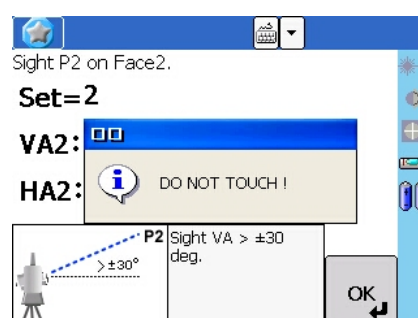 Sight P2 on Face2.
Set=2
VA2:
HA2:
DO NOT TOUCH !
P2
>±30°
Sight VA > ±30
deg.
OK